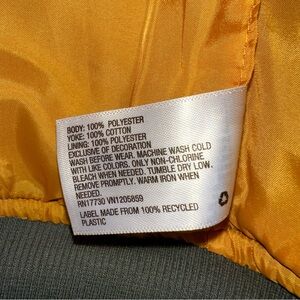 BODY: 100% POLYESTER
YOKE: 100% COTTON
LINING: 100% POLYESTER
EXCLUSIVE OF DECORATION
WASH BEFORE WEAR. MACHINE WASH COLD
WITH LIKE COLORS. ONLY NON-CHLORINE
BLEACH WHEN NEEDED. TUMBLE DRY LOW.
REMOVE PROMPTLY. WARM IRON WHEN
NEEDED.
RN17730 VN1205859
LABEL MADE FROM 100% RECYCLED
PLASTIC